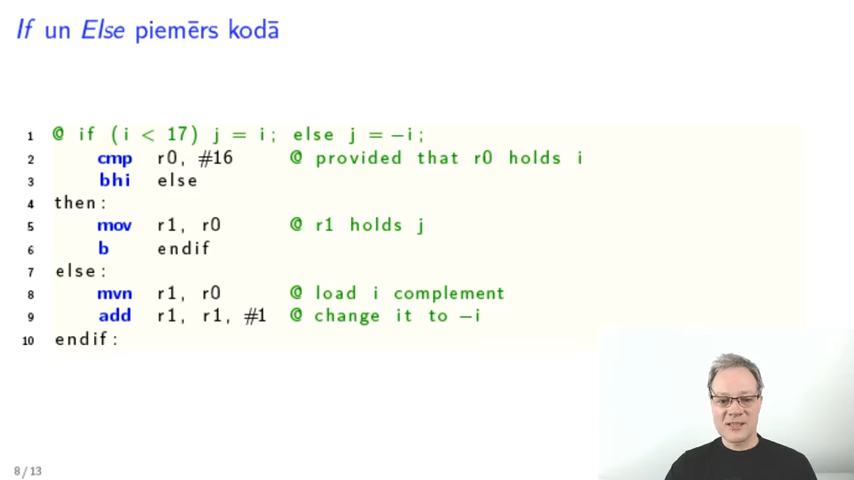 If un Else piemērs kodā
1 @ if (i < 17) j = i; else j = −i;
2 cmp r0, #16 @ provided that r0 holds i
3 bhi else
4 then:
5 mov r1, r0 @ r1 holds j
6 b endif
7 else:
8 mvn r1, r0 @ load i complement
9 add r1, r1, #1 @ change it to −i
10 endif:
8/13